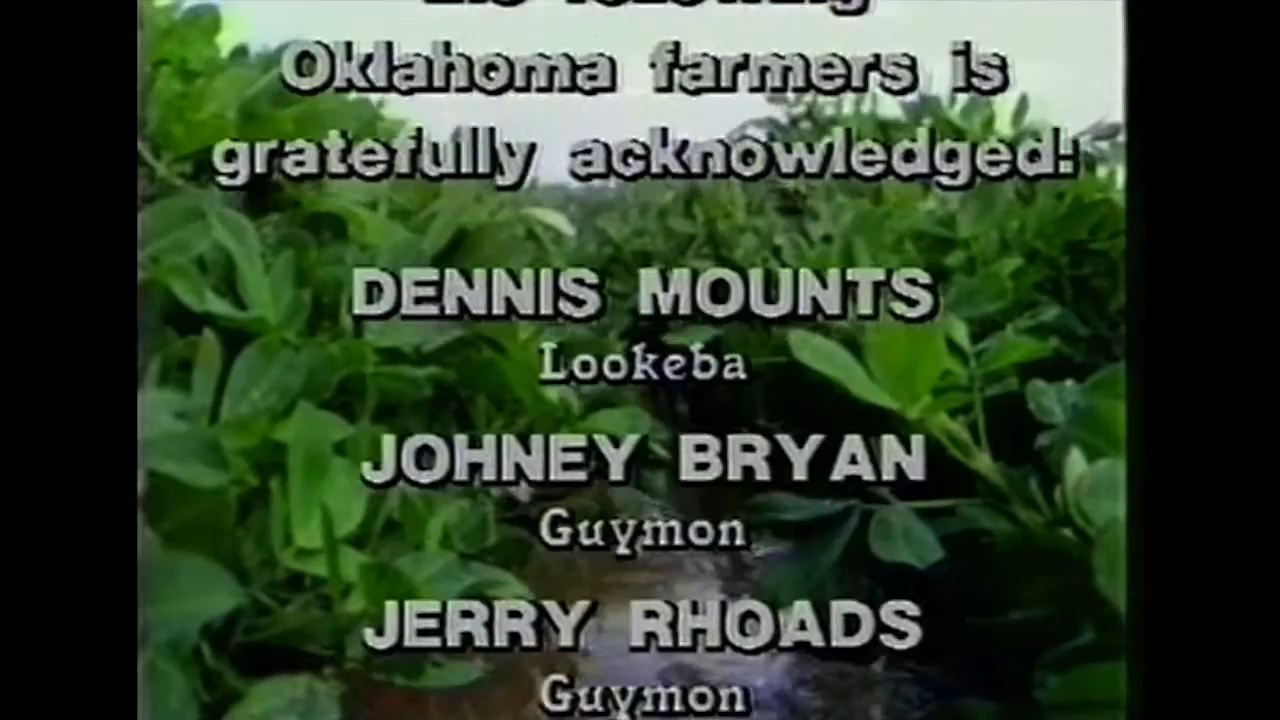 Oklahoma farmers is
gratefully acknowledged:
DENNIS MOUNTS
Lookeba
JOHNEY BRYAN
Guymon
JERRY RHOADS
Guymon